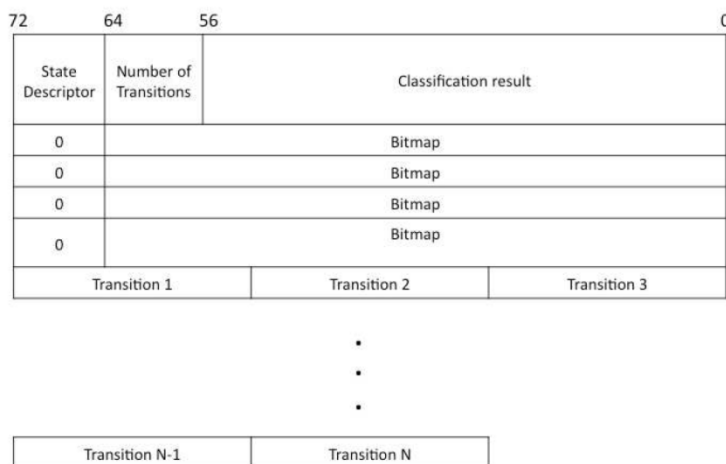 72 64 56 0
State Number of
Descriptor Transitions Classification result
0 Bitmap
0 Bitmap
0 Bitmap
0 Bitmap
Transition 1 Transition 2 Transition 3
Transition N-1 Transition N